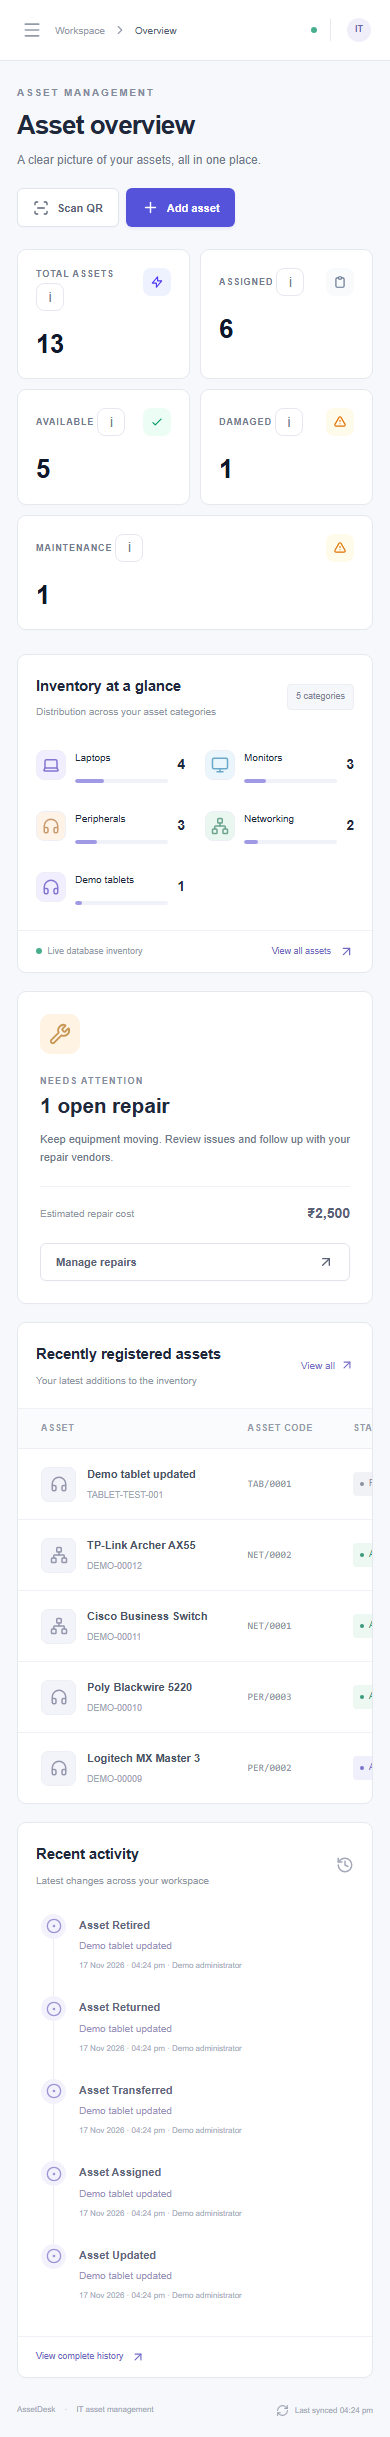 Workspace > Overview IT
ASSET MANAGEMENT
Asset overview
A clear picture of your assets, all in one place.
Scan QR + Add asset
TOTAL ASSETS i
13
ASSIGNED i
6
AVAILABLE i
5
DAMAGED i
1
MAINTENANCE i
1
Inventory at a glance
Distribution across your asset categories
5 categories
Laptops 4
Monitors 3
Peripherals 3
Networking 2
Demo tablets 1
Live database inventory
View all assets
NEEDS ATTENTION
1 open repair
Keep equipment moving. Review issues and follow up with your
repair vendors.
Estimated repair cost ₹2,500
Manage repairs
Recently registered assets
Your latest additions to the inventory
View all
ASSET ASSET CODE STA
Demo tablet updated
TABLET-TEST-001
TAB/0001
TP-Link Archer AX55
DEMO-00012
NET/0002
Cisco Business Switch
DEMO-00011
NET/0001
Poly Blackwire 5220
DEMO-00010
PER/0003
Logitech MX Master 3
DEMO-00009
PER/0002
Recent activity
Latest changes across your workspace
Asset Retired
Demo tablet updated
17 Nov 2026 · 04:24 pm · Demo administrator
Asset Returned
Demo tablet updated
17 Nov 2026 · 04:24 pm · Demo administrator
Asset Transferred
Demo tablet updated
17 Nov 2026 · 04:24 pm · Demo administrator
Asset Assigned
Demo tablet updated
17 Nov 2026 · 04:24 pm · Demo administrator
Asset Updated
Demo tablet updated
17 Nov 2026 · 04:24 pm · Demo administrator
View complete history
AssetDesk · IT asset management
Last synced 04:24 pm